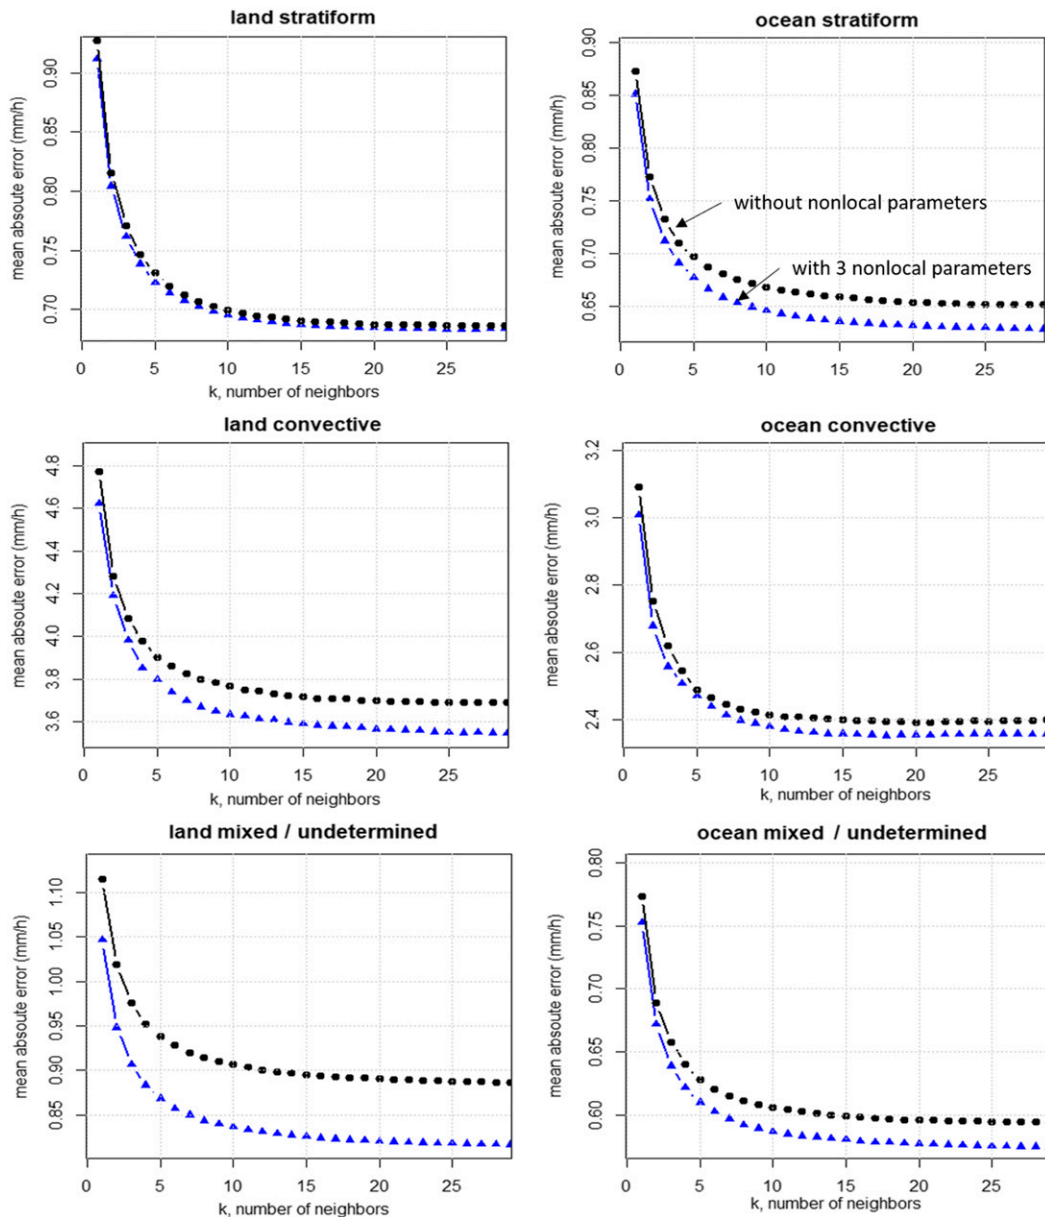 land stratiform
mean absoute error (mm/h)
0.90
0.85
0.80
0.75
0.70
0 5 10 15 20 25
k, number of neighbors
ocean stratiform
mean absoute error (mm/h)
0.90
0.85
0.80
0.75
0.70
0.65
without nonlocal parameters
with 3 nonlocal parameters
0 5 10 15 20 25
land convective
mean absoute error (mm/h)
4.8
4.6
4.4
4.2
4.0
3.8
3.6
0 5 10 15 20 25
k, number of neighbors
ocean convective
mean absoute error (mm/h)
3.2
3.0
2.8
2.6
2.4
0 5 10 15 20 25
k, number of neighbors
land mixed / undetermined
mean absoute error (mm/h)
1.10
1.05
1.00
0.95
0.90
0.85
0 5 10 15 20 25
k, number of neighbors
ocean mixed / undetermined
mean absoute error (mm/h)
0.80
0.75
0.70
0.65
0.60
0 5 10 15 20 25
k, number of neighbors